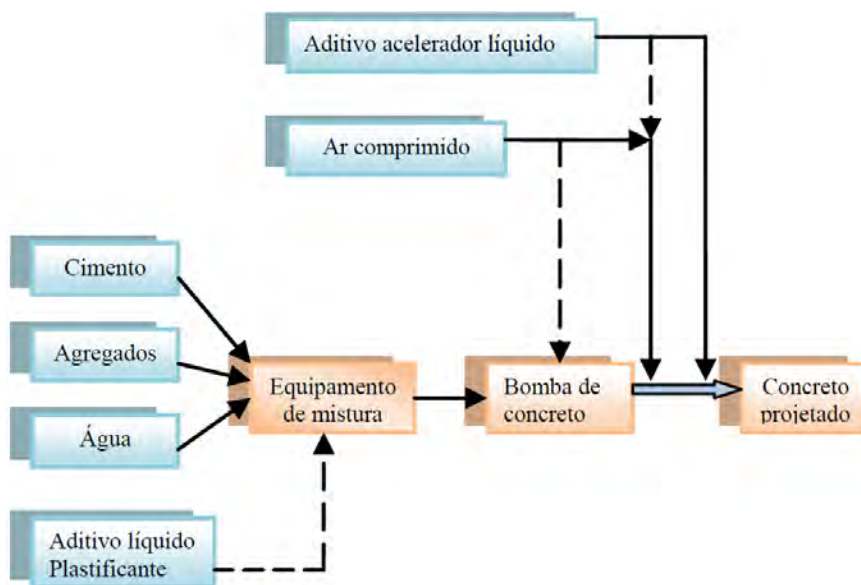 Aditivo acelerador líquido
Ar comprimido
Cimento
Agregados
Água
Aditivo líquido
Plastificante
Equipamento
de mistura
Bomba de
concreto
Concreto
projetado